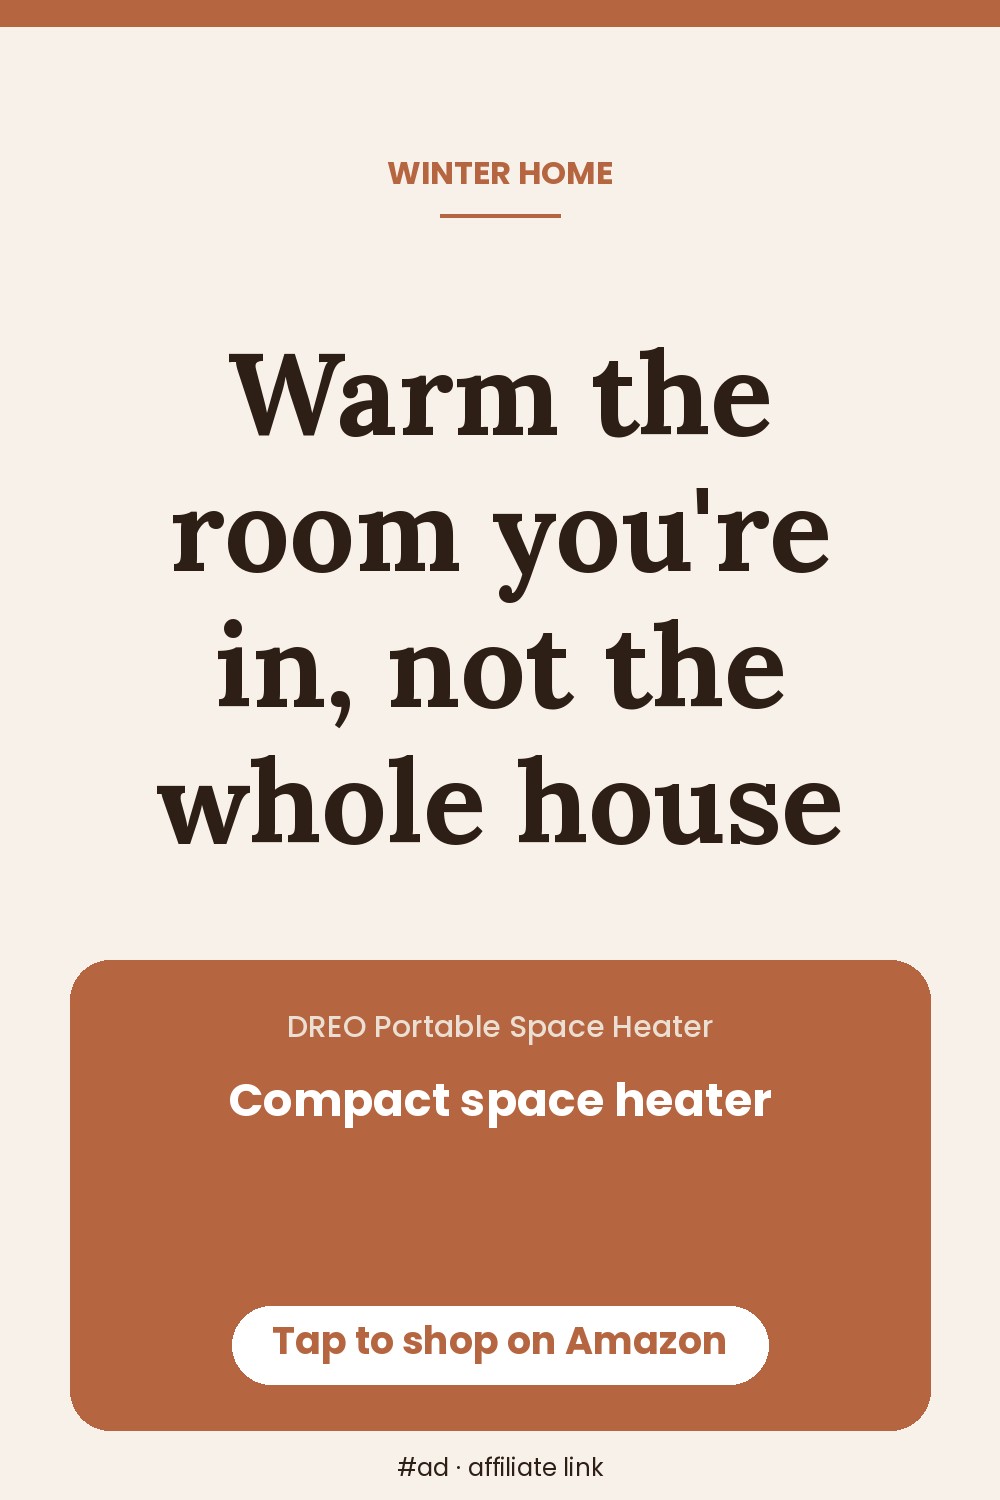 WINTER HOME
Warm the
room you're
in, not the
whole house
DREO Portable Space Heater
Compact space heater
Tap to shop on Amazon
#ad · affiliate link